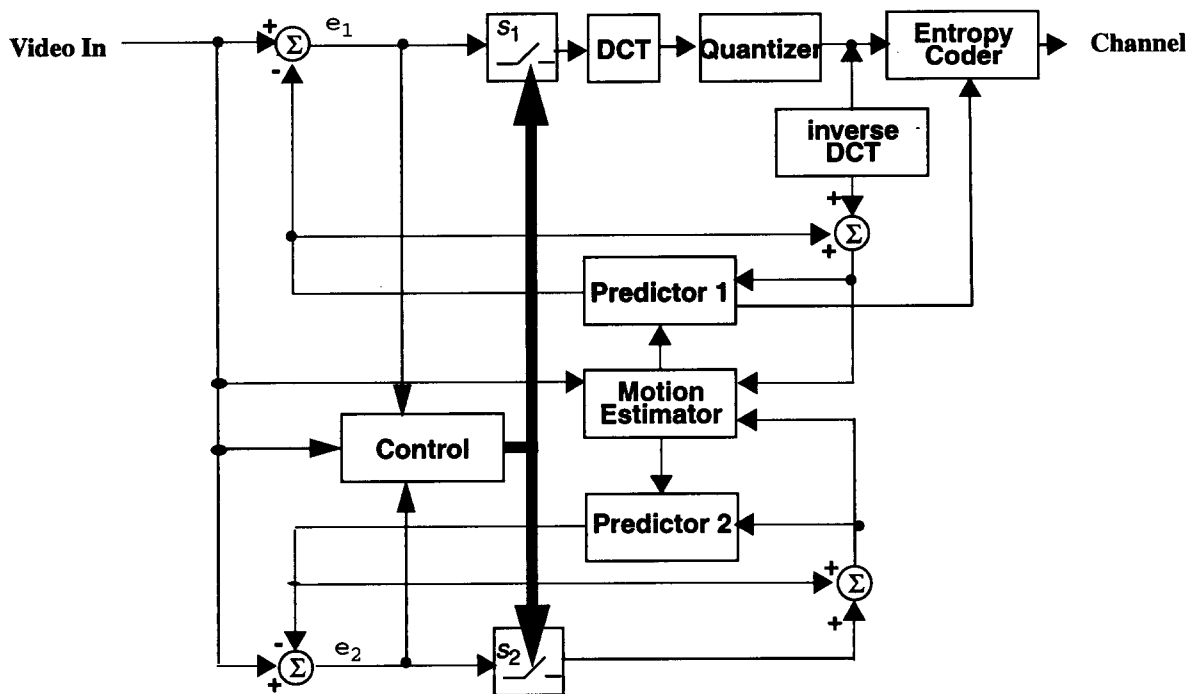 Video In
+
Σ
-
e1
S1
DCT
Quantizer
Entropy
Coder
Channel
inverse
DCT
+
Σ
+
Predictor 1
Motion
Estimator
Control
Predictor 2
+
Σ
+
-
Σ
+
e2
S2